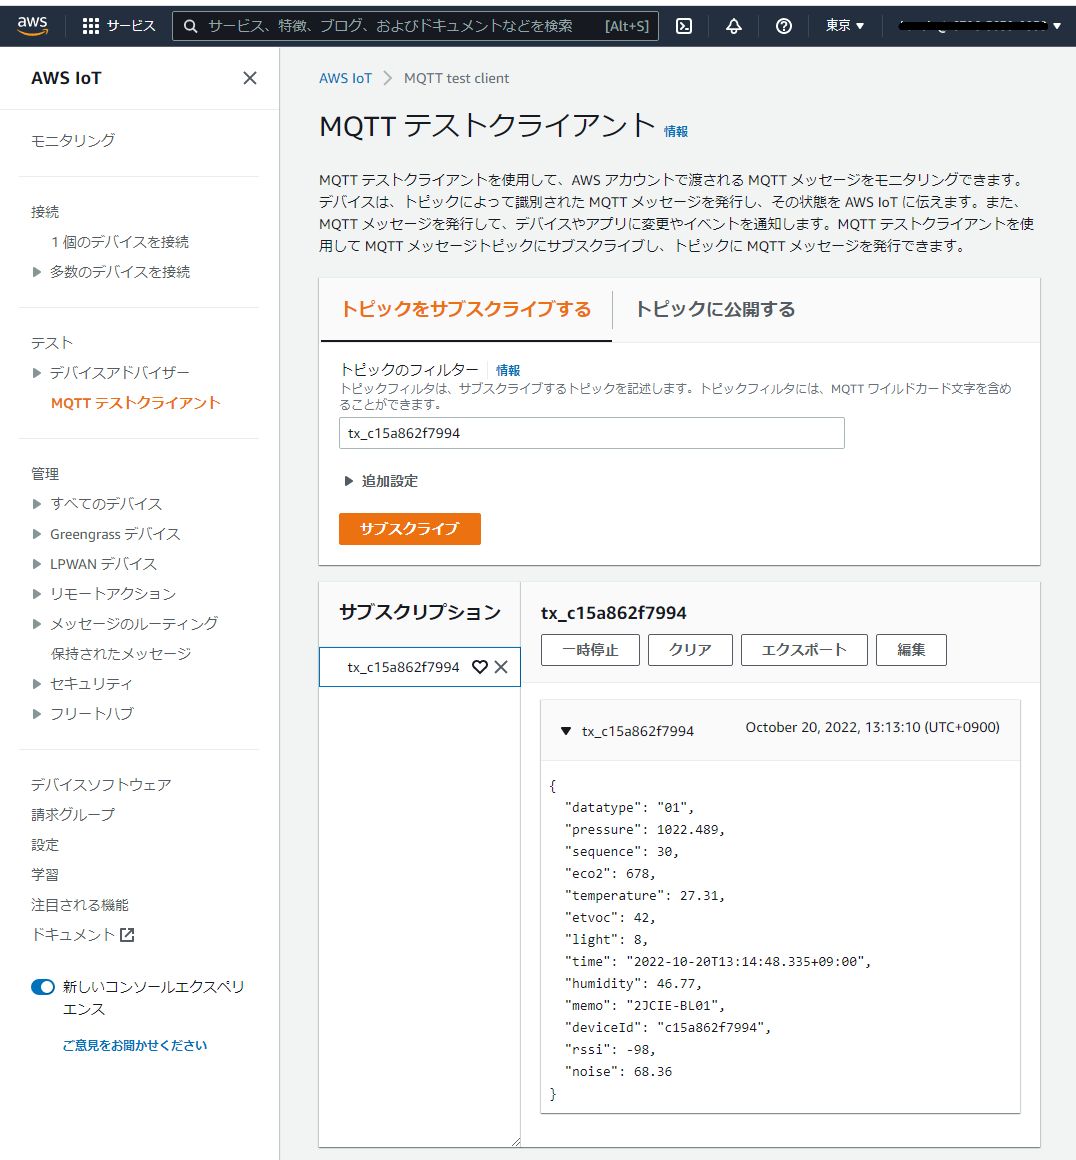 aws
サービス
サービス、特徴、ブログ、およびドキュメントなどを検索
[Alt+S]
東京
AWS IoT
モニタリング
接続
1 個のデバイスを接続
多数のデバイスを接続
テスト
デバイスアドバイザー
MQTT テストクライアント
管理
すべてのデバイス
Greengrass デバイス
LPWAN デバイス
リモートアクション
メッセージのルーティング
保持されたメッセージ
セキュリティ
フリートハブ
デバイスソフトウェア
請求グループ
設定
学習
注目される機能
ドキュメント
新しいコンソールエクスペリ
エンス
ご意見をお聞かせください
AWS IoT
MQTT test client
MQTT テストクライアント 情報
MQTT テストクライアントを使用して、AWS アカウントで渡される MQTT メッセージをモニタリングできます。
デバイスは、トピックによって識別された MQTT メッセージを発行し、その状態を AWS IoT に伝えます。また、
MQTT メッセージを発行して、デバイスやアプリに変更やイベントを通知します。MQTT テストクライアントを使
用して MQTT メッセージトピックにサブスクライブし、トピックに MQTT メッセージを発行できます。
トピックをサブスクライブする
トピックに公開する
トピックのフィルター 情報
トピックフィルタは、サブスクライブするトピックを記述します。トピックフィルタには、MQTT ワイルドカード文字を含め
ることができます。
tx_c15a862f7994
追加設定
サブスクライブ
サブスクリプション
tx_c15a862f7994
tx_c15a862f7994
一時停止
クリア
エクスポート
編集
tx_c15a862f7994
October 20, 2022, 13:13:10 (UTC+0900)
{
"datatype": "01",
"pressure": 1022.489,
"sequence": 30,
"eco2": 678,
"temperature": 27.31,
"etvoc": 42,
"light": 8,
"time": "2022-10-20T13:14:48.335+09:00",
"humidity": 46.77,
"memo": "2JCIE-BL01",
"deviceId": "c15a862f7994",
"rssi": -98,
"noise": 68.36
}